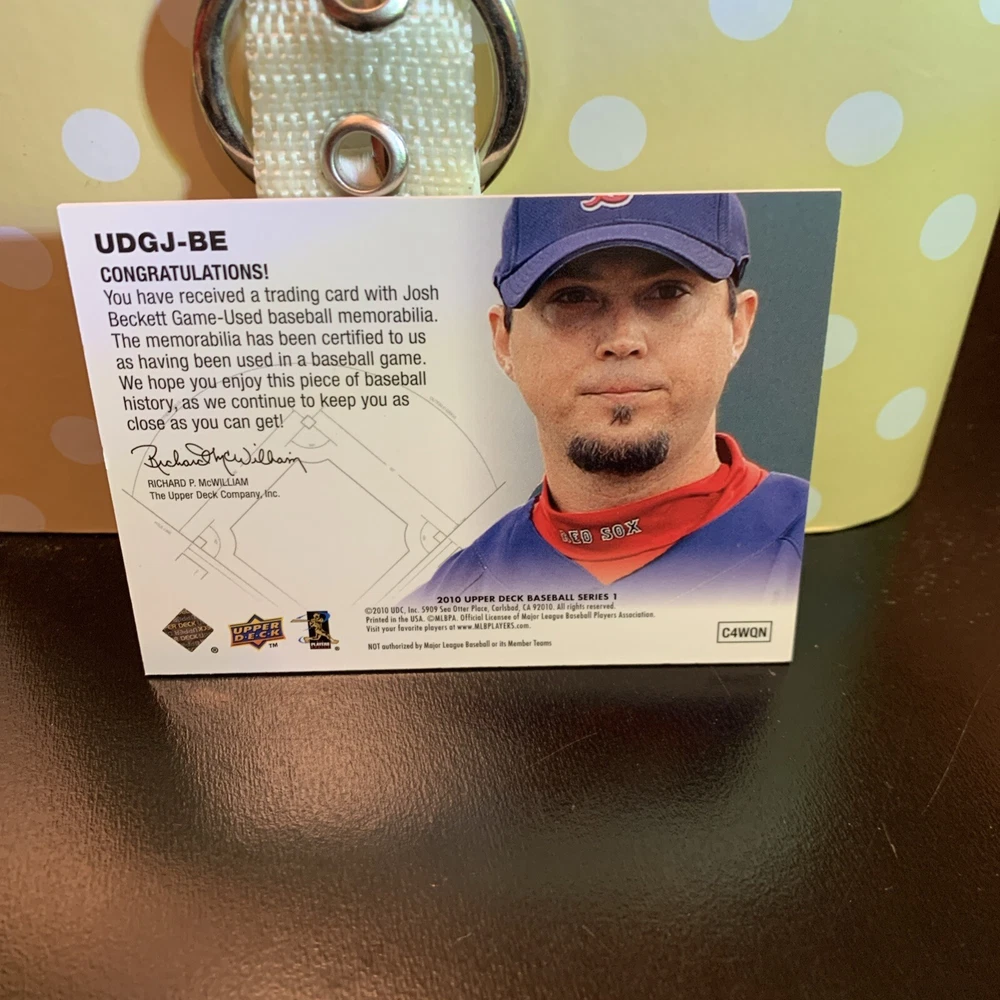 UDGJ-BE
CONGRATULATIONS!
You have received a trading card with Josh
Beckett Game-Used baseball memorabilia.
The memorabilia has been certified to us
as having been used in a baseball game.
We hope you enjoy this piece of baseball
history, as we continue to keep you as
close as you can get!
Richard P. McWilliam
RICHARD P. McWILLIAM
The Upper Deck Company, Inc.
RED SOX
2010 UPPER DECK BASEBALL SERIES 1
©2010 UDC, Inc. 5909 Sea Otter Place, Carlsbad, CA 92010. All rights reserved.
Printed in the USA. ©MLBPA. Official Licensee of Major League Baseball Players Association.
Visit your favorite players at www.MLBPLAYERS.com.
NOT authorized by Major League Baseball or its Member Teams
C4WQN
®
UPPER
D·E·C·K
TM
PLAYERS
®